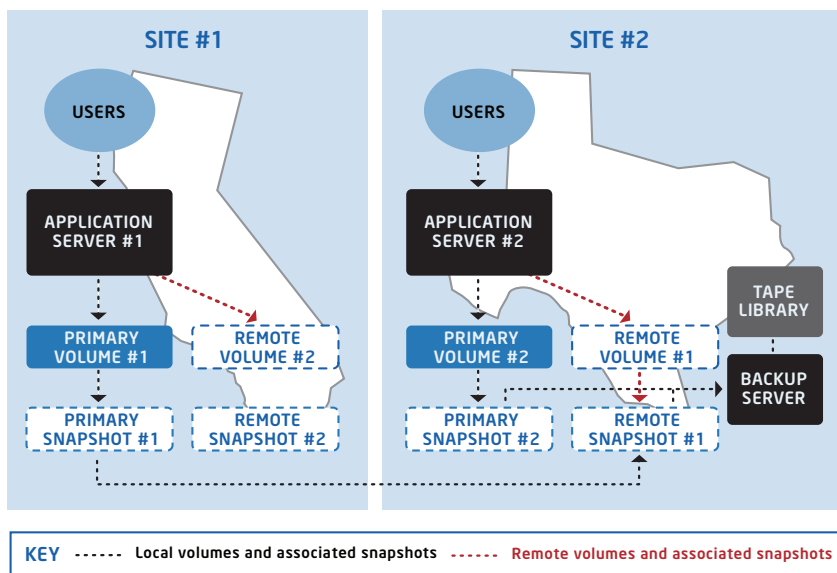 SITE #1
USERS
APPLICATION
SERVER #1
PRIMARY
VOLUME #1
REMOTE
VOLUME #2
PRIMARY
SNAPSHOT #1
REMOTE
SNAPSHOT #2
SITE #2
USERS
APPLICATION
SERVER #2
PRIMARY
VOLUME #2
REMOTE
VOLUME #1
TAPE
LIBRARY
BACKUP
SERVER
PRIMARY
SNAPSHOT #2
REMOTE
SNAPSHOT #1
KEY
Local volumes and associated snapshots
Remote volumes and associated snapshots